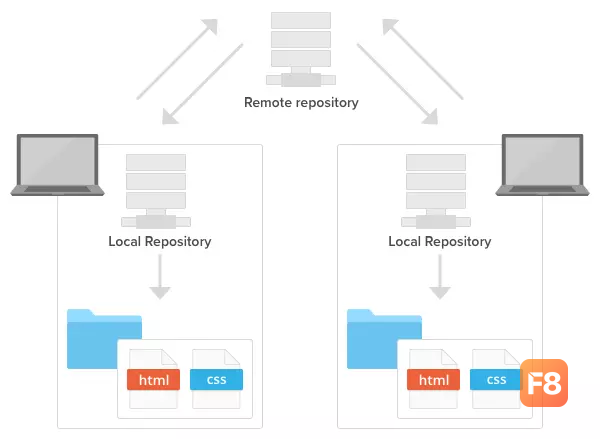 Remote repository
Local Repository
Local Repository
html
css
html
css
F8